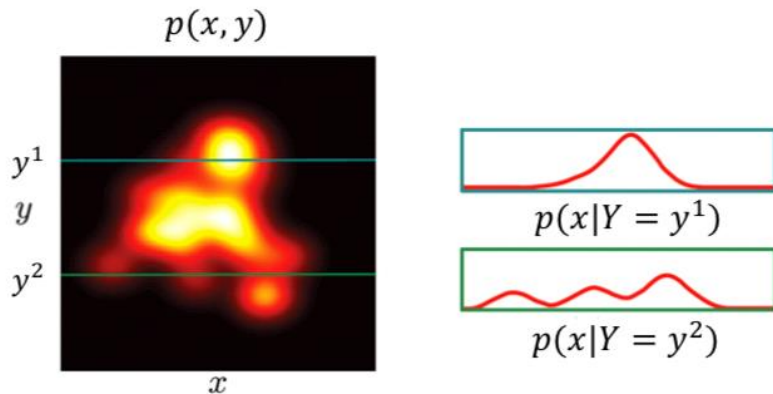 p(x, y)
y¹
y
y²
x
p(x|Y = y¹)
p(x|Y = y²)